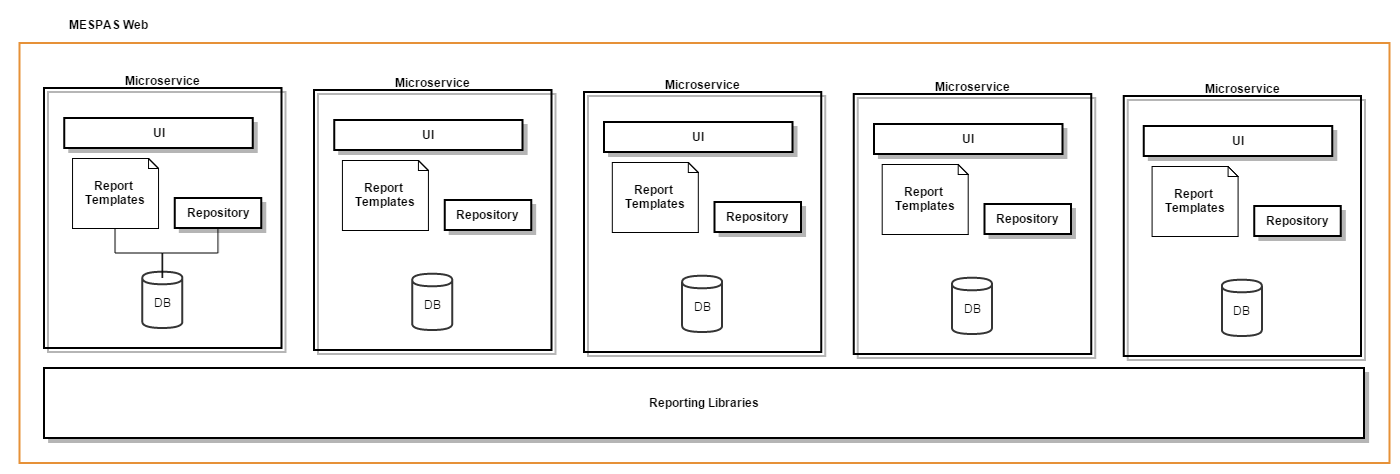 MESPAS Web
Microservice
UI
Report
Templates
Repository
DB
Microservice
UI
Report
Templates
Repository
DB
Microservice
UI
Report
Templates
Repository
DB
Microservice
UI
Report
Templates
Repository
DB
Microservice
UI
Report
Templates
Repository
DB
Reporting Libraries